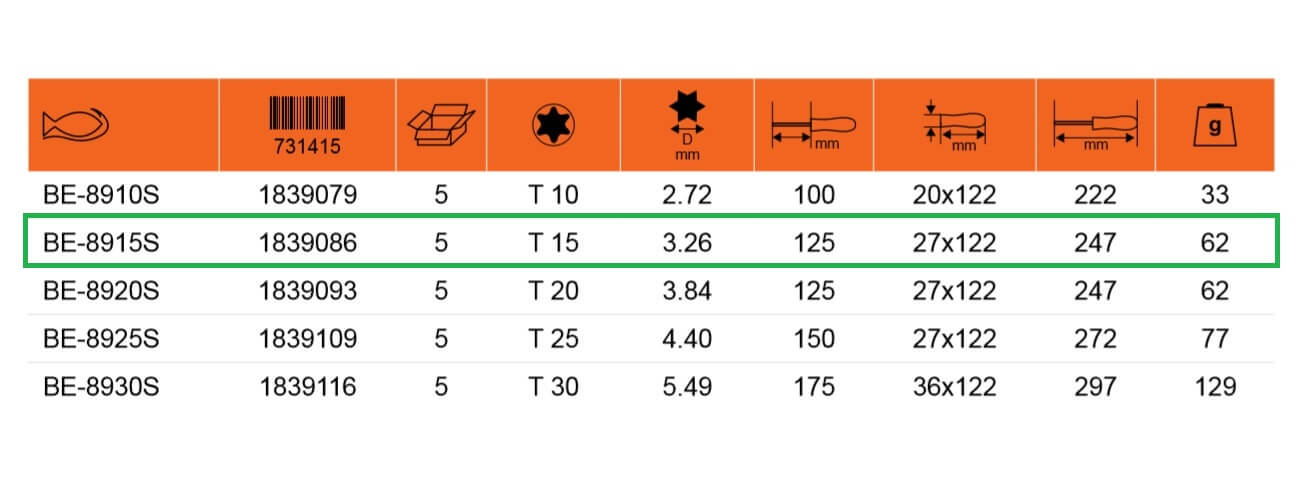 731415 D mm mm mm mm g
BE-8910S 1839079 5 T 10 2.72 100 20x122 222 33
BE-8915S 1839086 5 T 15 3.26 125 27x122 247 62
BE-8920S 1839093 5 T 20 3.84 125 27x122 247 62
BE-8925S 1839109 5 T 25 4.40 150 27x122 272 77
BE-8930S 1839116 5 T 30 5.49 175 36x122 297 129